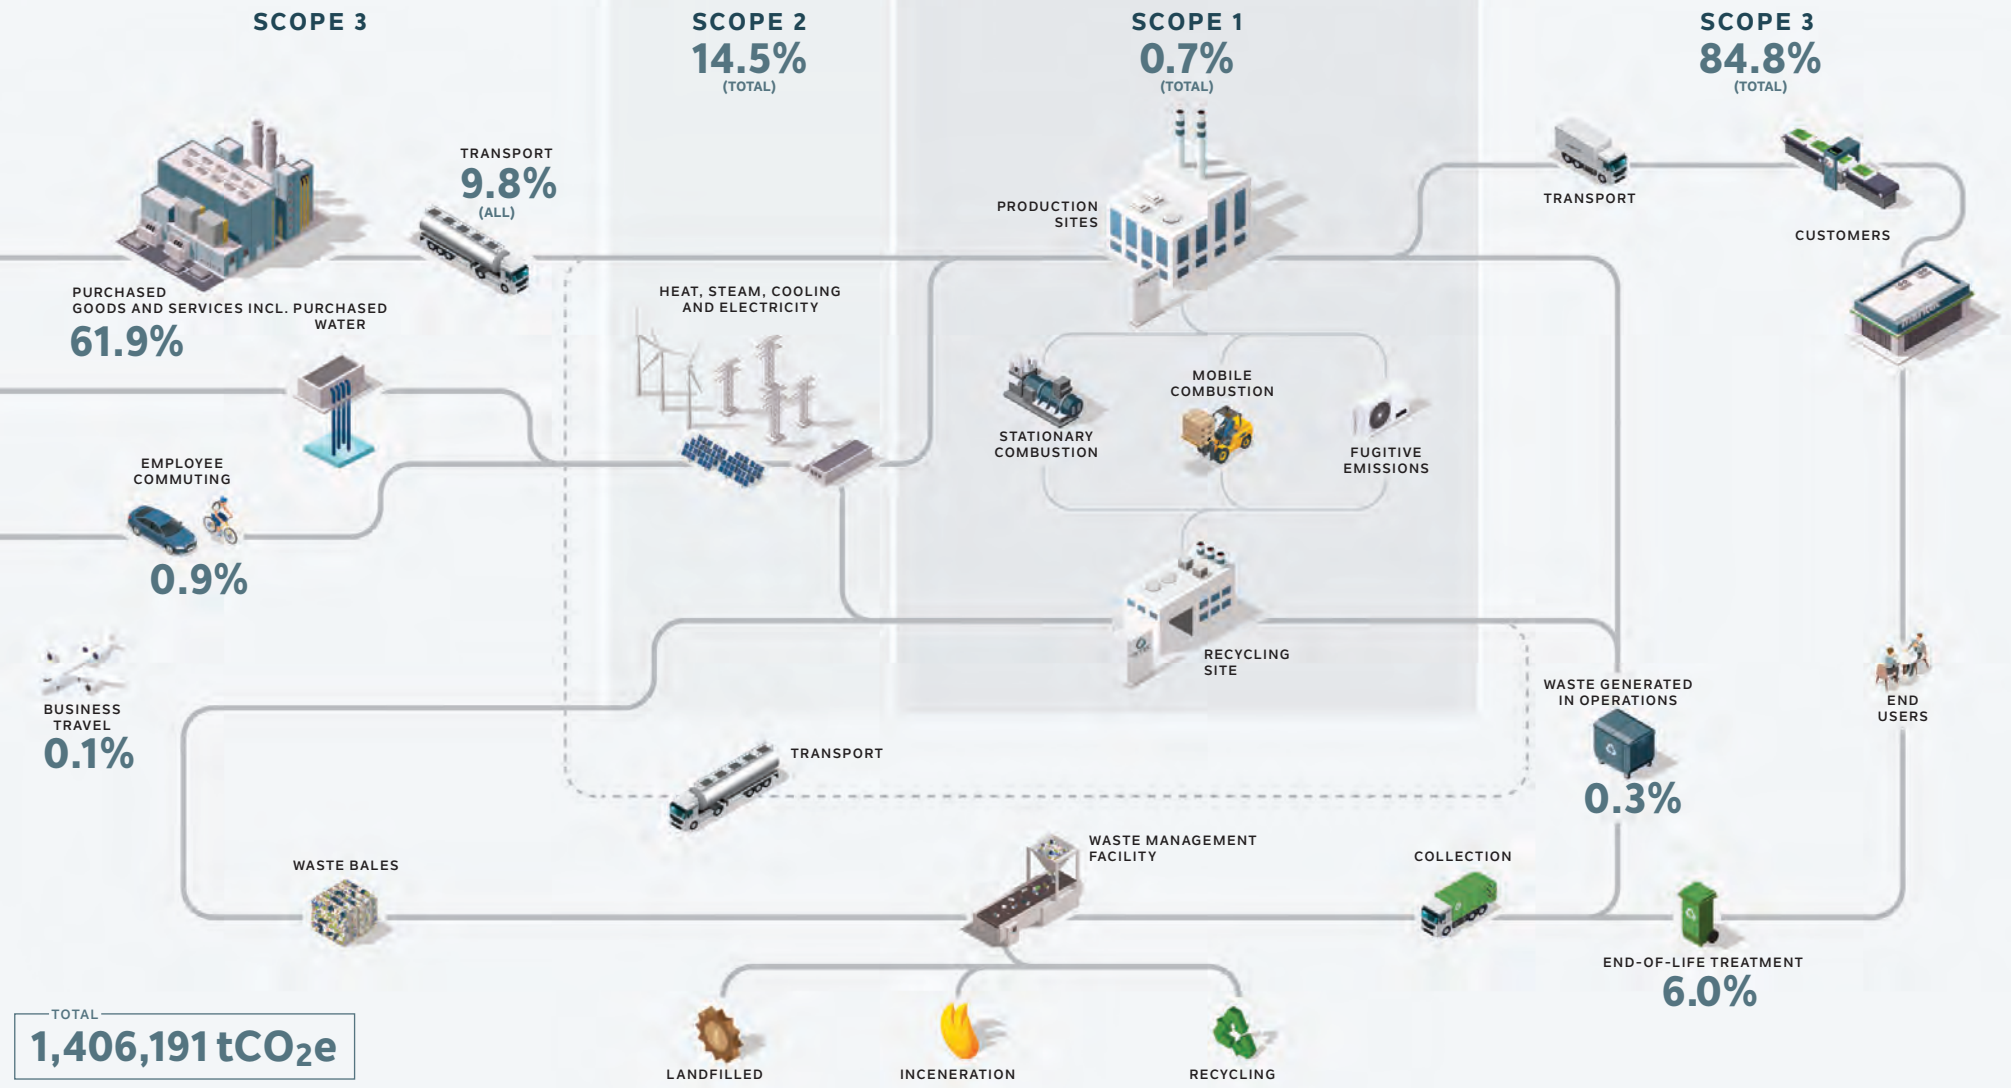 SCOPE 3
SCOPE 2
14.5%
(TOTAL)
SCOPE 1
0.7%
(TOTAL)
SCOPE 3
84.8%
(TOTAL)
TRANSPORT
9.8%
(ALL)
PURCHASED
GOODS AND SERVICES INCL. PURCHASED
WATER
61.9%
EMPLOYEE
COMMUTING
0.9%
BUSINESS
TRAVEL
0.1%
HEAT, STEAM, COOLING
AND ELECTRICITY
PRODUCTION
SITES
STATIONARY
COMBUSTION
MOBILE
COMBUSTION
FUGITIVE
EMISSIONS
RECYCLING
SITE
TRANSPORT
CUSTOMERS
END
USERS
WASTE GENERATED
IN OPERATIONS
0.3%
TRANSPORT
WASTE BALES
WASTE MANAGEMENT
FACILITY
COLLECTION
END-OF-LIFE TREATMENT
6.0%
LANDFILLED
INCENERATION
RECYCLING
TOTAL
1,406,191 tCO₂e